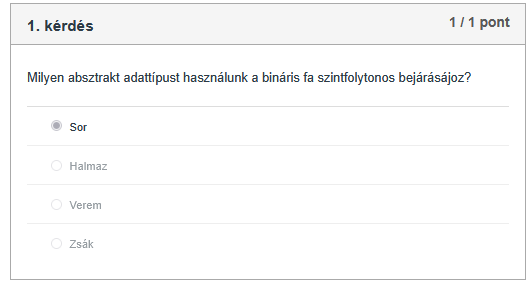 1. kérdés
1 / 1 pont
Milyen absztrakt adattípust használunk a bináris fa szintfolytonos bejárásájoz?
Sor
Halmaz
Verem
Zsák